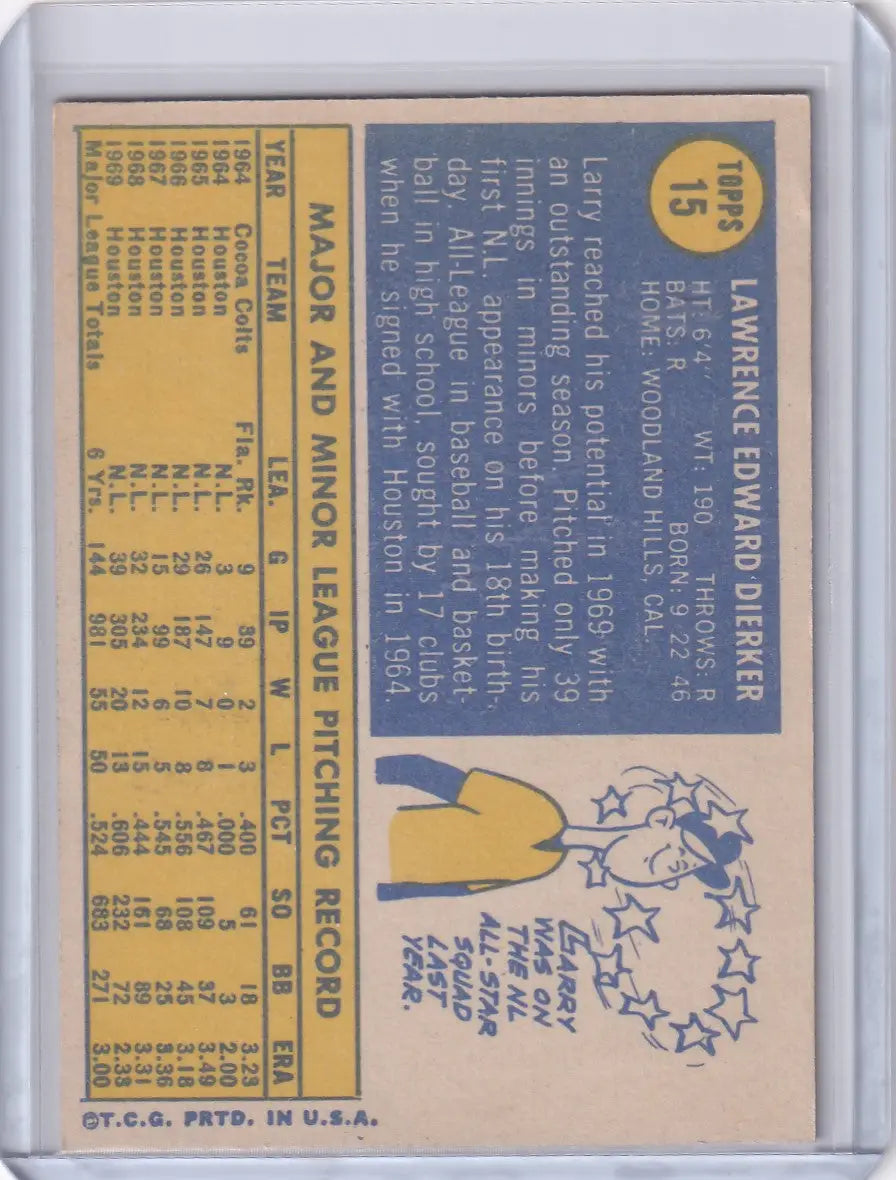 TOPPS
15
LAWRENCE EDWARD DIERKER
HT: 6'4" WT: 190 THROWS: R
BATS: R BORN: 9 22 46
HOME: WOODLAND HILLS, CAL.
Larry reached his potential in 1969 with
an outstanding season. Pitched only 39
innings in minors before making his
first N.L. appearance on his 18th birth-
day. All-League in baseball and basket-
ball in high school, sought by 17 clubs
when he signed with Houston in 1964.
LARRY
WAS ON
THE NL
ALL-STAR
SQUAD
LAST
YEAR.
MAJOR AND MINOR LEAGUE PITCHING RECORD
YEAR TEAM LEA. G IP W L PCT SO BB ERA
1964 Cocoa Colts Fla. Rk. 9 39 2 3 .400 61 18 3.23
1964 Houston N.L. 3 9 0 1 .000 5 3 2.00
1965 Houston N.L. 26 147 7 8 .467 109 37 3.49
1966 Houston N.L. 29 187 10 8 .556 108 45 3.18
1967 Houston N.L. 15 99 6 5 .545 68 25 3.36
1968 Houston N.L. 32 234 12 15 .444 161 89 3.31
1969 Houston N.L. 39 305 20 13 .606 232 72 2.33
Major League Totals 6 Yrs. 144 981 55 50 .524 683 271 3.00
©T.C.G. PRTD. IN U.S.A.